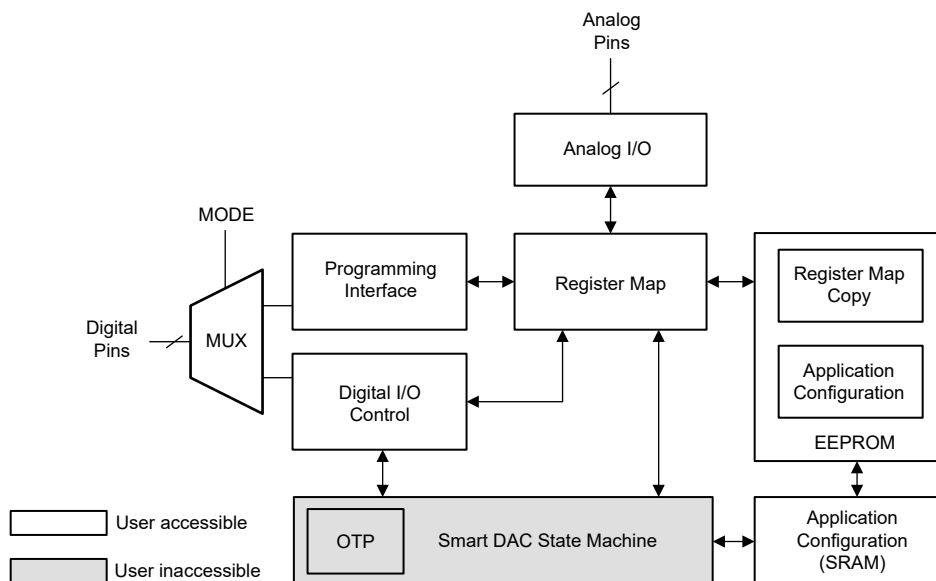 Analog
Pins
Analog I/O
MODE
Programming
Interface
Register Map
Register Map
Copy
Digital
Pins
MUX
Digital I/O
Control
Application
Configuration
EEPROM
User accessible
OTP
Smart DAC State Machine
Application
Configuration
(SRAM)
User inaccessible